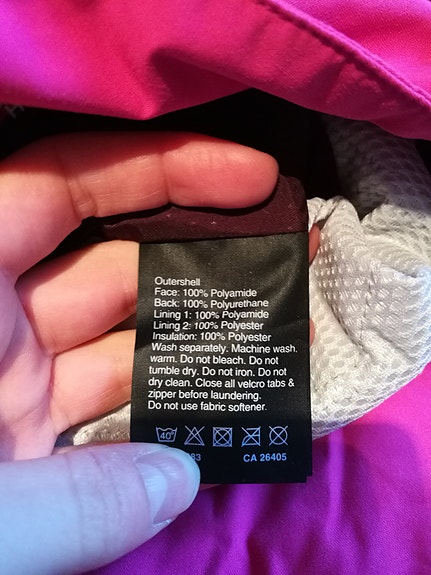 Outershell
Face: 100% Polyamide
Back: 100% Polyurethane
Lining 1: 100% Polyamide
Lining 2: 100% Polyester
Insulation: 100% Polyester
Wash separately. Machine wash.
warm. Do not bleach. Do not
tumble dry. Do not iron. Do not
dry clean. Close all velcro tabs &
zipper before laundering.
Do not use fabric softener.
40°
CA 26405